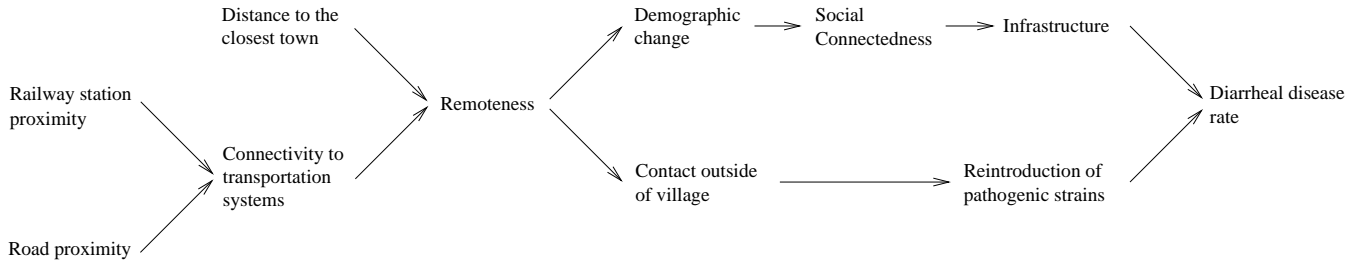 Distance to the
closest town
Railway station
proximity
Connectivity to
transportation
systems
Road proximity
Remoteness
Demographic
change
Social
Connectedness
Infrastructure
Contact outside
of village
Reintroduction of
pathogenic strains
Diarrheal disease
rate